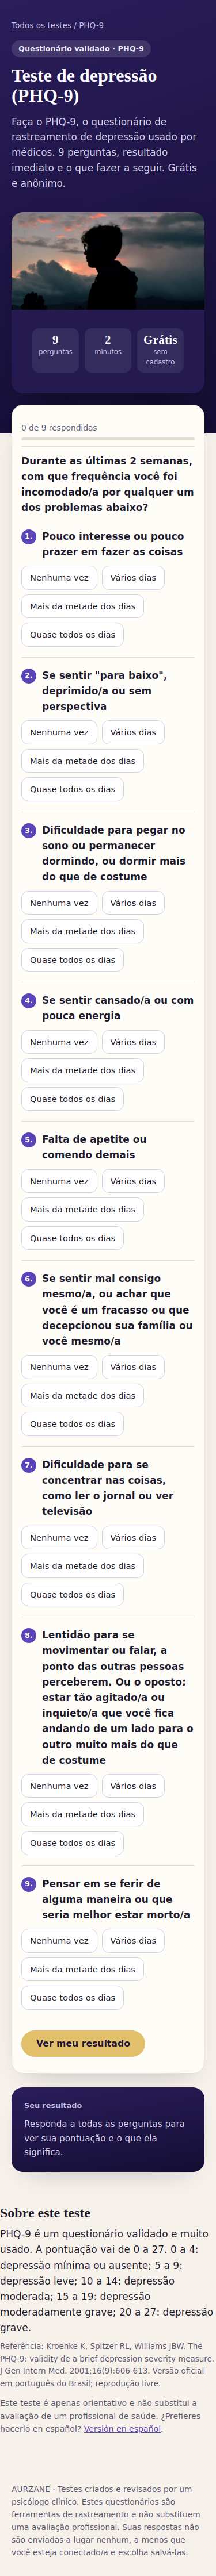 Todos os testes / PHQ-9
Questionário validado · PHQ-9
Teste de depressão
(PHQ-9)
Faça o PHQ-9, o questionário de
rastreamento de depressão usado por
médicos. 9 perguntas, resultado
imediato e o que fazer a seguir. Grátis
e anônimo.
9
perguntas
2
minutos
Grátis
sem
cadastro
0 de 9 respondidas
Durante as últimas 2 semanas,
com que frequência você foi
incomodado/a por qualquer um
dos problemas abaixo?
1. Pouco interesse ou pouco
prazer em fazer as coisas
Nenhuma vez Vários dias
Mais da metade dos dias
Quase todos os dias
2. Se sentir "para baixo",
deprimido/a ou sem
perspectiva
Nenhuma vez Vários dias
Mais da metade dos dias
Quase todos os dias
3. Dificuldade para pegar no
sono ou permanecer
dormindo, ou dormir mais
do que de costume
Nenhuma vez Vários dias
Mais da metade dos dias
Quase todos os dias
4. Se sentir cansado/a ou com
pouca energia
Nenhuma vez Vários dias
Mais da metade dos dias
Quase todos os dias
5. Falta de apetite ou
comendo demais
Nenhuma vez Vários dias
Mais da metade dos dias
Quase todos os dias
6. Se sentir mal consigo
mesmo/a, ou achar que
você é um fracasso ou que
decepcionou sua família ou
você mesmo/a
Nenhuma vez Vários dias
Mais da metade dos dias
Quase todos os dias
7. Dificuldade para se
concentrar nas coisas,
como ler o jornal ou ver
televisão
Nenhuma vez Vários dias
Mais da metade dos dias
Quase todos os dias
8. Lentidão para se
movimentar ou falar, a
ponto das outras pessoas
perceberem. Ou o oposto:
estar tão agitado/a ou
inquieto/a que você fica
andando de um lado para o
outro muito mais do que
de costume
Nenhuma vez Vários dias
Mais da metade dos dias
Quase todos os dias
9. Pensar em se ferir de
alguma maneira ou que
seria melhor estar morto/a
Nenhuma vez Vários dias
Mais da metade dos dias
Quase todos os dias
Ver meu resultado
Seu resultado
Responda a todas as perguntas para
ver sua pontuação e o que ela
significa.
Sobre este teste
PHQ-9 é um questionário validado e muito
usado. A pontuação vai de 0 a 27. 0 a 4:
depressão mínima ou ausente; 5 a 9:
depressão leve; 10 a 14: depressão
moderada; 15 a 19: depressão
moderadamente grave; 20 a 27: depressão
grave.
Referência: Kroenke K, Spitzer RL, Williams JBW. The
PHQ-9: validity of a brief depression severity measure.
J Gen Intern Med. 2001;16(9):606-613. Versão oficial
em português do Brasil; reprodução livre.
Este teste é apenas orientativo e não substitui a
avaliação de um profissional de saúde. ¿Prefieres
hacerlo en español? Versión en español.
AURZANE · Testes criados e revisados por um
psicólogo clínico. Estes questionários são
ferramentas de rastreamento e não substituem
uma avaliação profissional. Suas respostas não
são enviadas a lugar nenhum, a menos que
você esteja conectado/a e escolha salvá-las.